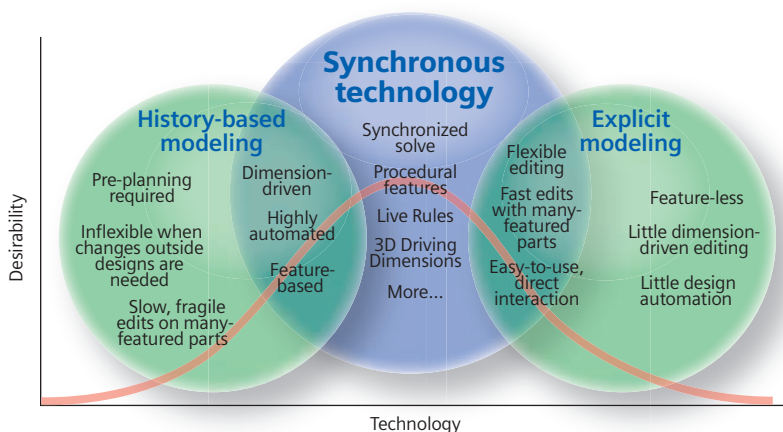 Synchronous
technology
History-based
modeling
Explicit
modeling
Pre-planning
required
Inflexible when
changes outside
designs are
needed
Slow, fragile
edits on many-
featured parts
Dimension-
driven
Highly
automated
Feature-
based
Synchronized
solve
Procedural
features
Live Rules
3D Driving
Dimensions
More...
Flexible
editing
Fast edits
with many-
featured
parts
Easy-to-use,
direct
interaction
Feature-less
Little dimension-
driven editing
Little design
automation
Desirability
Technology